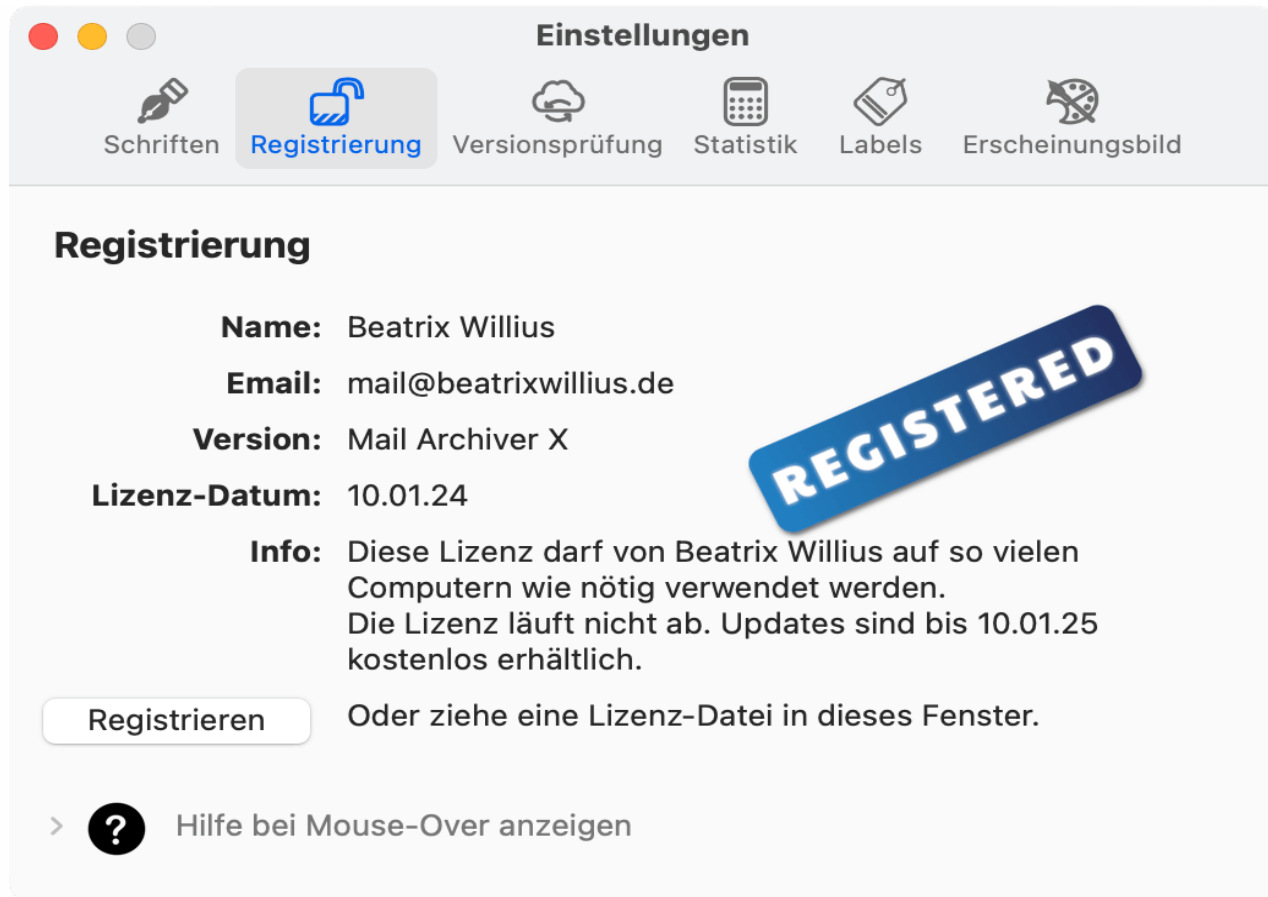 Einstellungen
Schriften Registrierung Versionsprüfung Statistik Labels Erscheinungsbild
Registrierung
Name: Beatrix Willius
Email: mail@beatrixwillius.de
Version: Mail Archiver X
Lizenz-Datum: 10.01.24
REGISTERED
Info: Diese Lizenz darf von Beatrix Willius auf so vielen
Computern wie nötig verwendet werden.
Die Lizenz läuft nicht ab. Updates sind bis 10.01.25
kostenlos erhältlich.
Registrieren Oder ziehe eine Lizenz-Datei in dieses Fenster.
? Hilfe bei Mouse-Over anzeigen